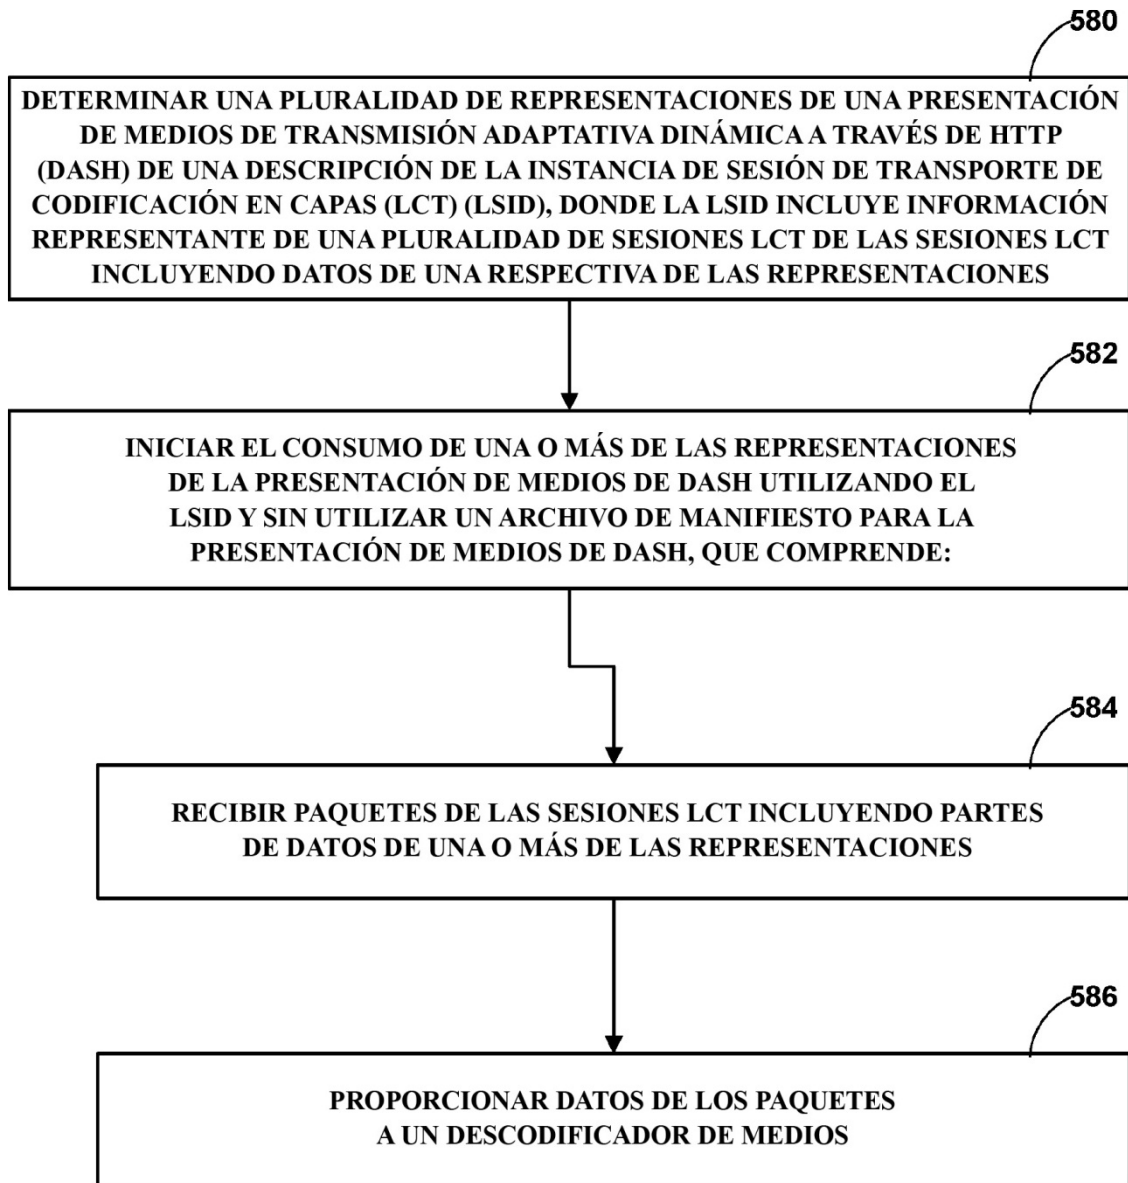 580
DETERMINAR UNA PLURALIDAD DE REPRESENTACIONES DE UNA PRESENTACIÓN
DE MEDIOS DE TRANSMISIÓN ADAPTATIVA DINÁMICA A TRAVÉS DE HTTP
(DASH) DE UNA DESCRIPCIÓN DE LA INSTANCIA DE SESIÓN DE TRANSPORTE DE
CODIFICACIÓN EN CAPAS (LCT) (LSID), DONDE LA LSID INCLUYE INFORMACIÓN
REPRESENTANTE DE UNA PLURALIDAD DE SESIONES LCT DE LAS SESIONES LCT
INCLUYENDO DATOS DE UNA RESPECTIVA DE LAS REPRESENTACIONES
582
INICIAR EL CONSUMO DE UNA O MÁS DE LAS REPRESENTACIONES
DE LA PRESENTACIÓN DE MEDIOS DE DASH UTILIZANDO EL
LSID Y SIN UTILIZAR UN ARCHIVO DE MANIFIESTO PARA LA
PRESENTACIÓN DE MEDIOS DE DASH, QUE COMPRENDE:
584
RECIBIR PAQUETES DE LAS SESIONES LCT INCLUYENDO PARTES
DE DATOS DE UNA O MÁS DE LAS REPRESENTACIONES
586
PROPORCIONAR DATOS DE LOS PAQUETES
A UN DESCODIFICADOR DE MEDIOS